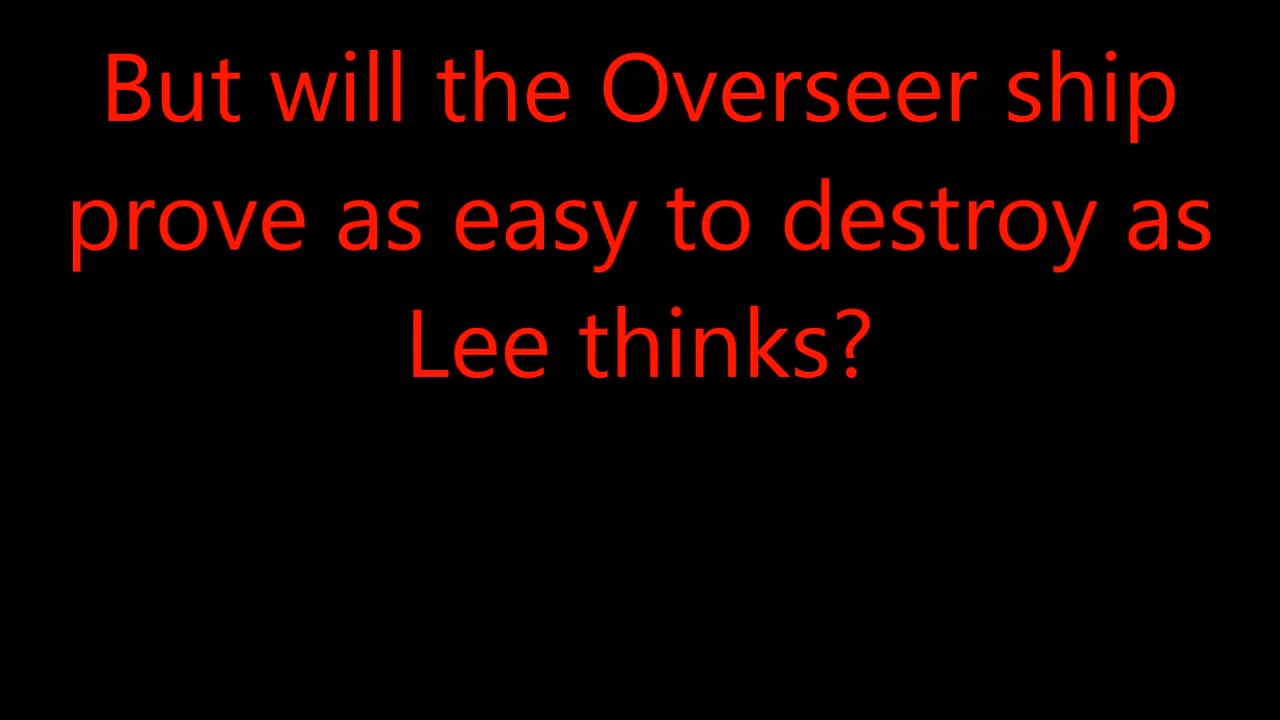 But will the Overseer ship
prove as easy to destroy as
Lee thinks?